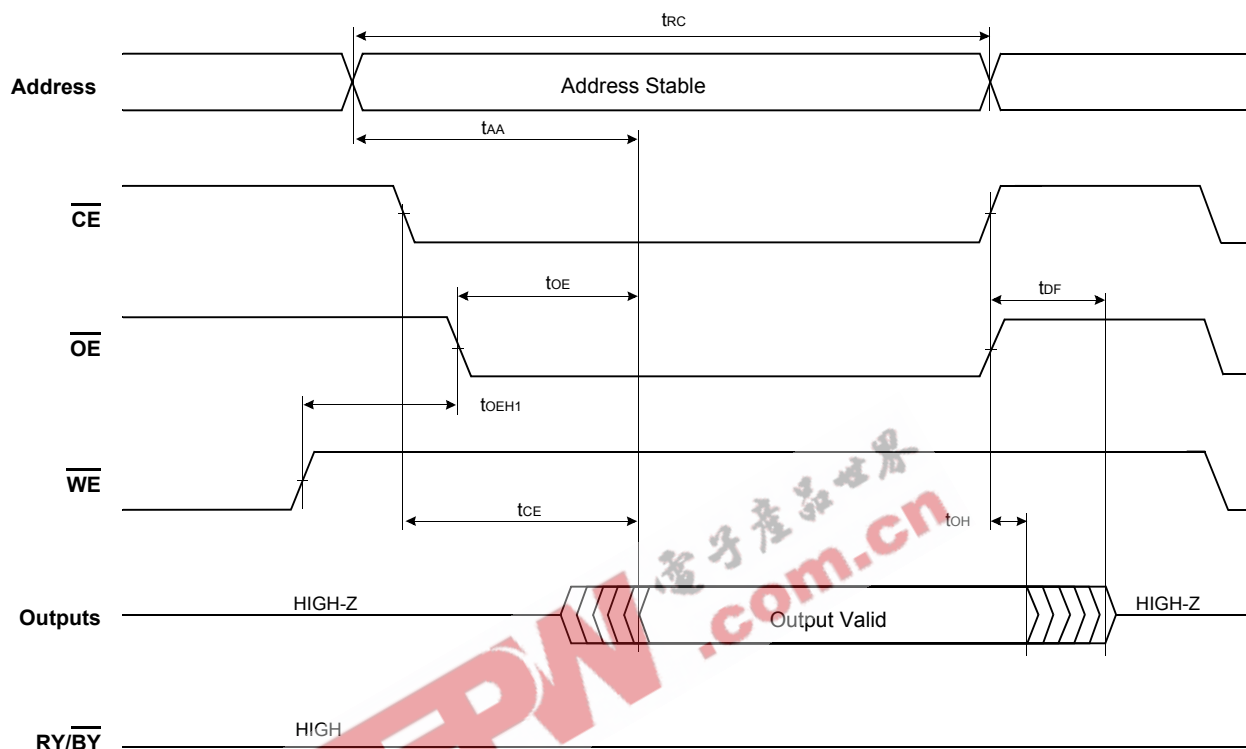 tRC
Address
Address Stable
tAA
CE
tOE
tDF
OE
tOEH1
WE
tCE
tOH
電子產品世界
.com.cn
HIGH-Z
Output Valid
HIGH-Z
Outputs
EPW
HIGH
RY/BY